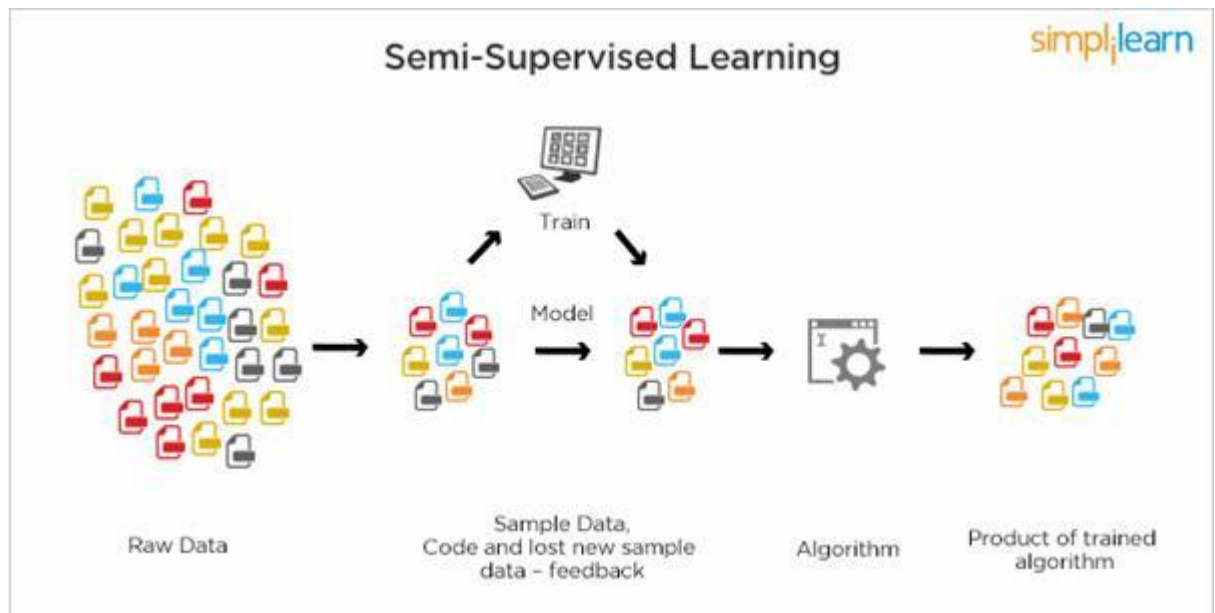 simplilearn
Semi-Supervised Learning
Train
Model
Raw Data
Sample Data,
Code and lost new sample
data – feedback
Algorithm
Product of trained
algorithm